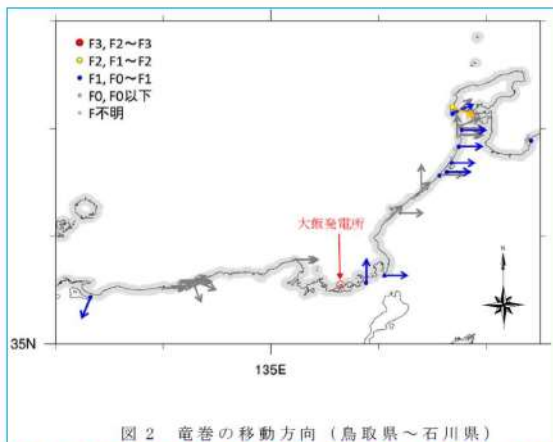 F3, F2～F3
F2, F1～F2
F1, F0～F1
F0, F0以下
F不明
大飯発電所
N
35N
135E
図２ 竜巻の移動方向（鳥取県～石川県）